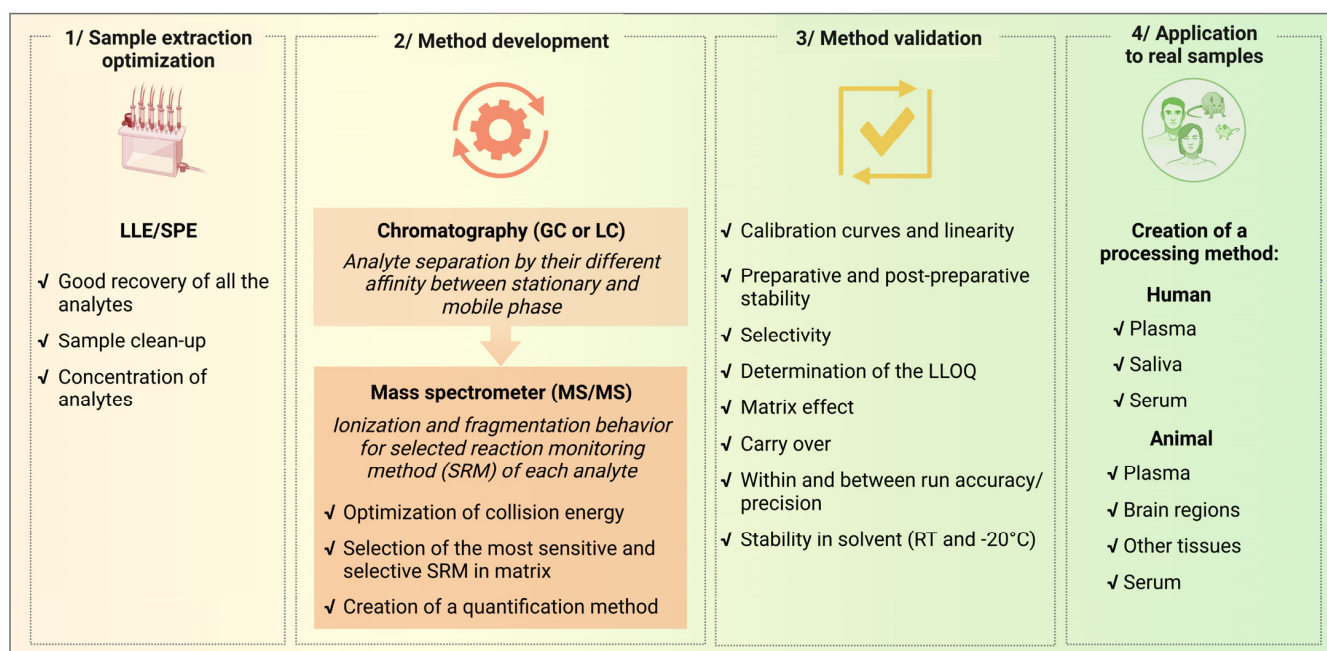 1/ Sample extraction
optimization
LLE/SPE
√ Good recovery of all the
analytes
√ Sample clean-up
√ Concentration of
analytes
2/ Method development
Chromatography (GC or LC)
Analyte separation by their different
affinity between stationary and
mobile phase
Mass spectrometer (MS/MS)
Ionization and fragmentation behavior
for selected reaction monitoring
method (SRM) of each analyte
√ Optimization of collision energy
√ Selection of the most sensitive and
selective SRM in matrix
√ Creation of a quantification method
3/ Method validation
√ Calibration curves and linearity
√ Preparative and post-preparative
stability
√ Selectivity
√ Determination of the LLOQ
√ Matrix effect
√ Carry over
√ Within and between run accuracy/
precision
√ Stability in solvent (RT and -20°C)
4/ Application
to real samples
Creation of a
processing method:
Human
√ Plasma
√ Saliva
√ Serum
Animal
√ Plasma
√ Brain regions
√ Other tissues
√ Serum